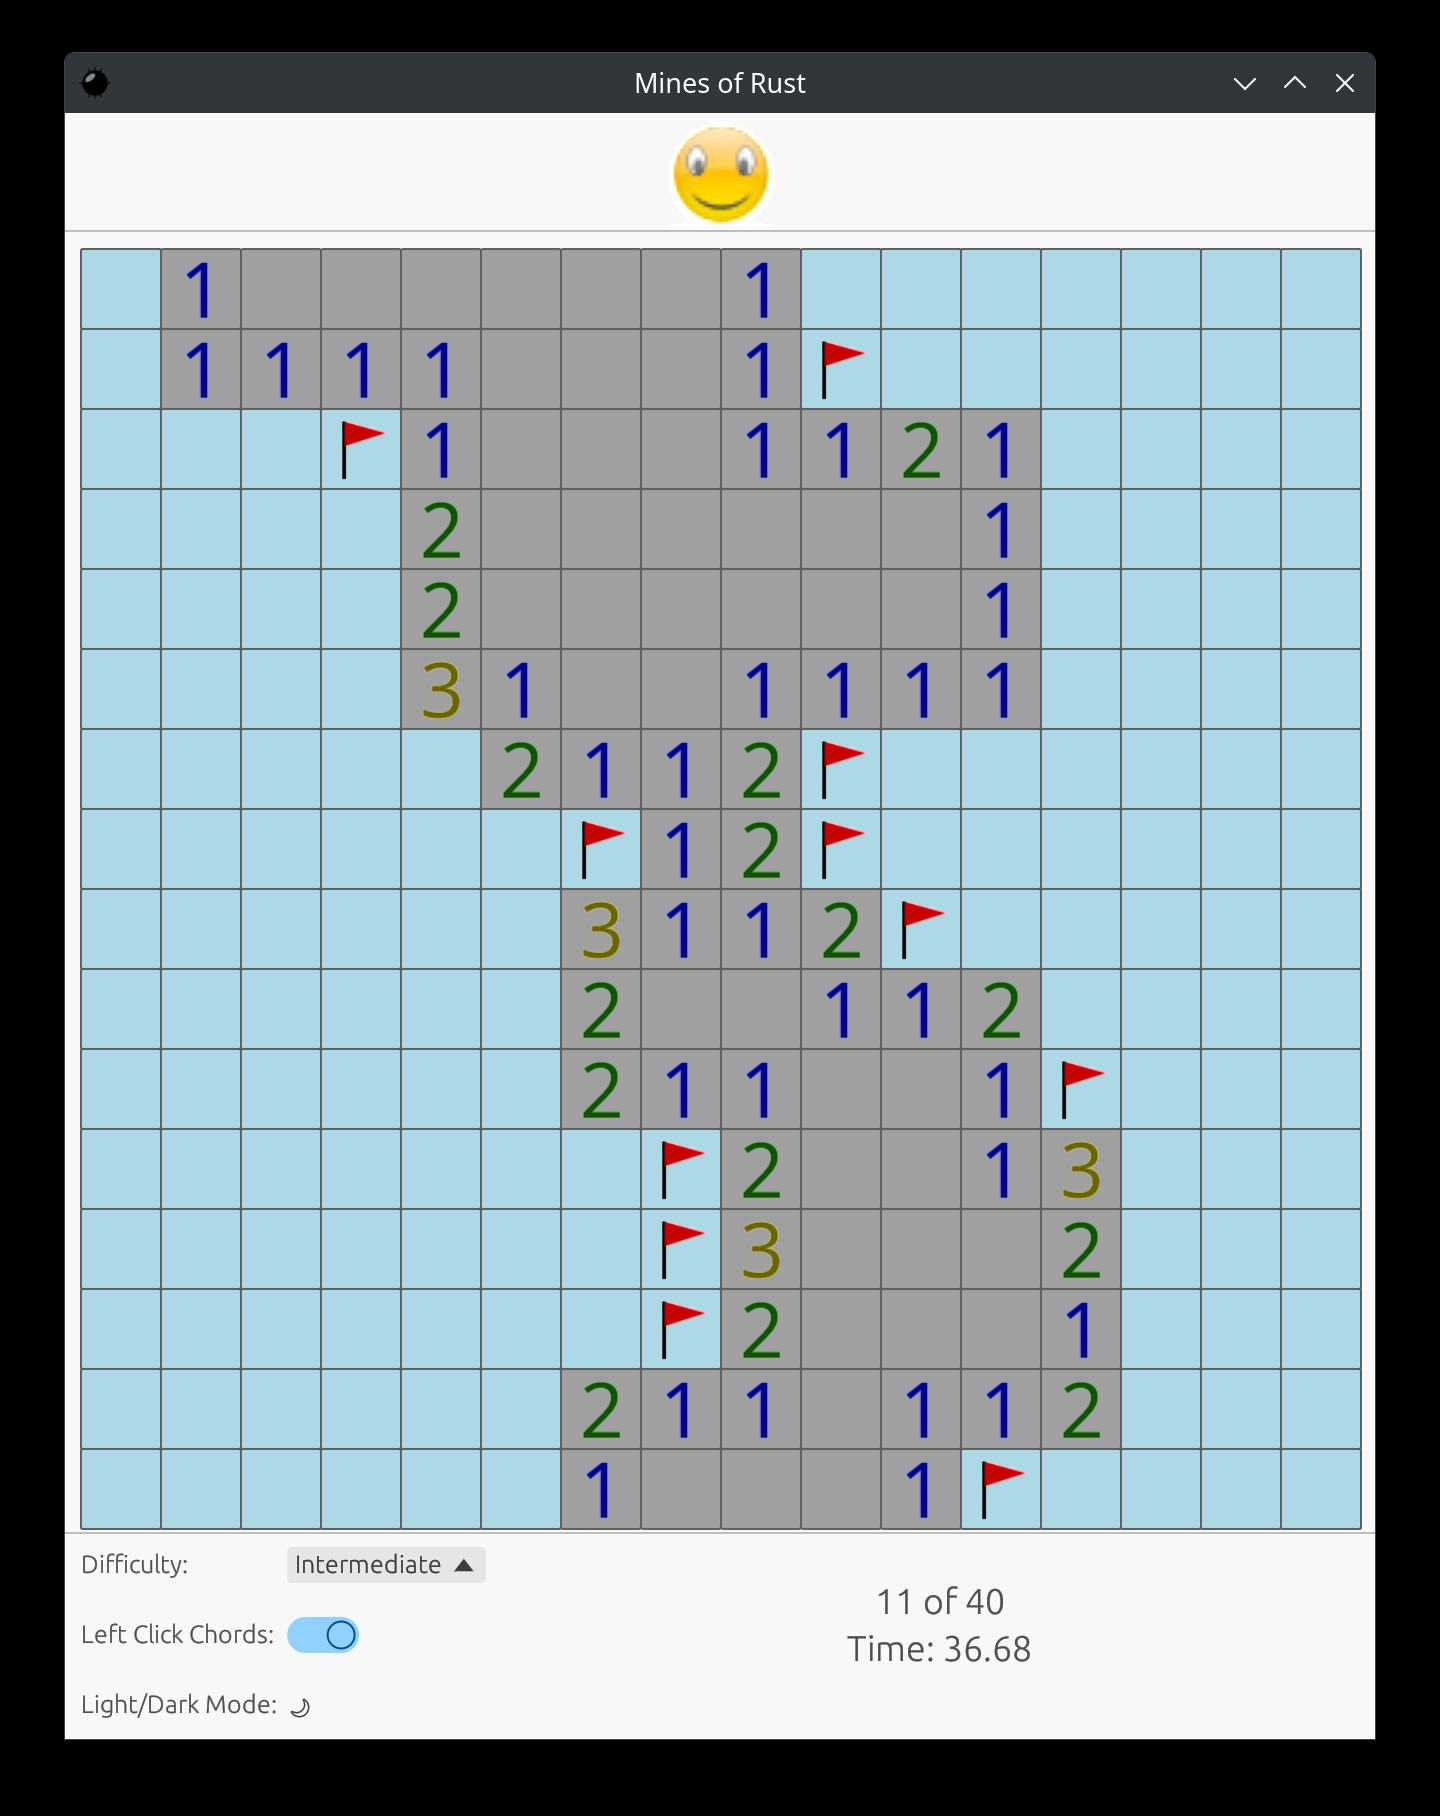 Mines of Rust
1 1
1 1 1 1 1
1 1 1 2 1
2 1
2 1
3 1 1 1 1 1
2 1 1 2
1 2
3 1 1 2
2 1 1 2
2 1 1 1
2 1 3
3 2
2 1
2 1 1 1 1 2
1 1
Difficulty: Intermediate
11 of 40
Left Click Chords:
Time: 36.68
Light/Dark Mode: